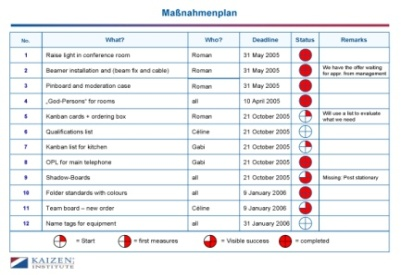 Maßnahmenplan
No. What? Who? Deadline Status Remarks
1 Raise light in conference room Roman 31 May 2005
2 Beamer installation and (beam fix and cable) Roman 31 May 2005 We have the offer waiting for appr. from management
3 Pinboard and moderation case Roman 31 May 2005
4 „God-Persons" for rooms all 10 April 2005
5 Kanban cards + ordering box Roman 21 October 2005 Will use a list to evaluate what we need
6 Qualifications list Céline 21 October 2005
7 Kanban list for kitchen Gabi 21 October 2005
8 OPL for main telephone Gabi 21 October 2005
9 Shadow-Boards all 21 October 2005 Missing: Post stationary
10 Folder standards with colours all 9 January 2006
11 Team board – new order Céline 9 January 2006
12 Name tags for equipment all 31 January 2006
= Start = first measures = Visible success = completed
KAIZEN
INSTITUTE